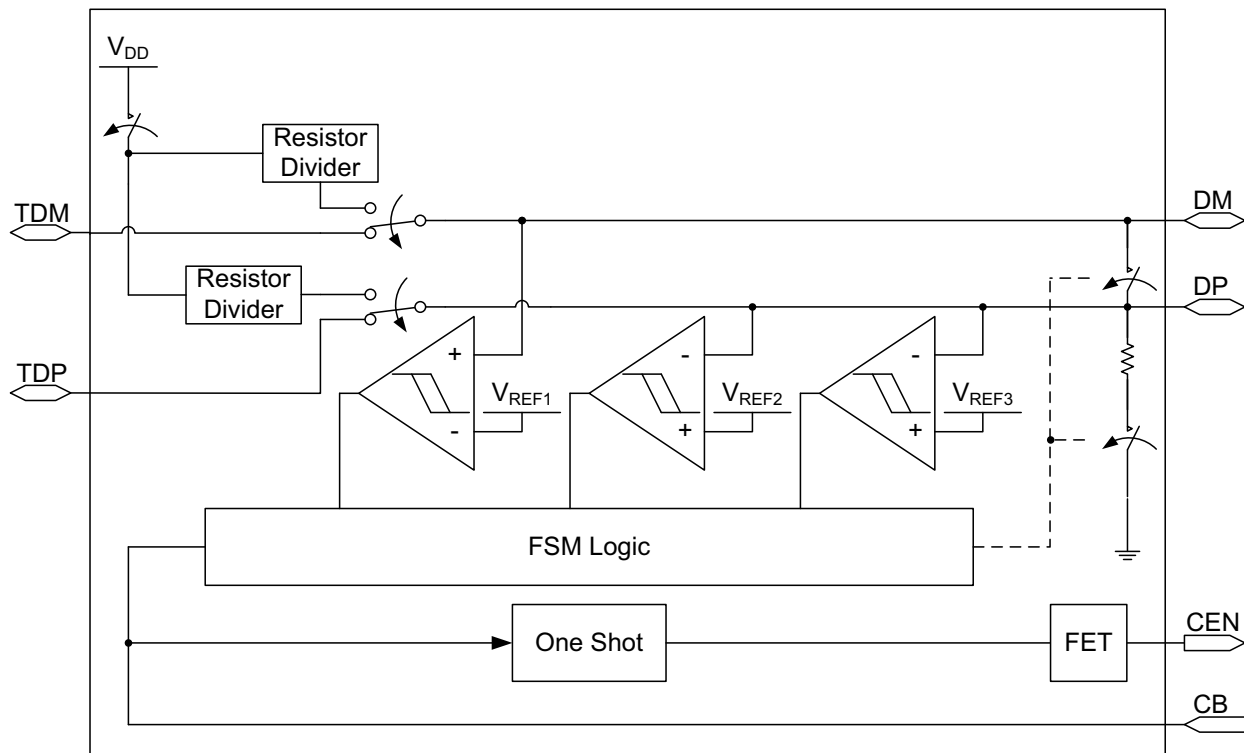 VDD
Resistor
Divider
TDM
DM
Resistor
Divider
DP
TDP
+
-
-
VREF1
VREF2
VREF3
-
+
+
FSM Logic
One Shot
FET
CEN
CB